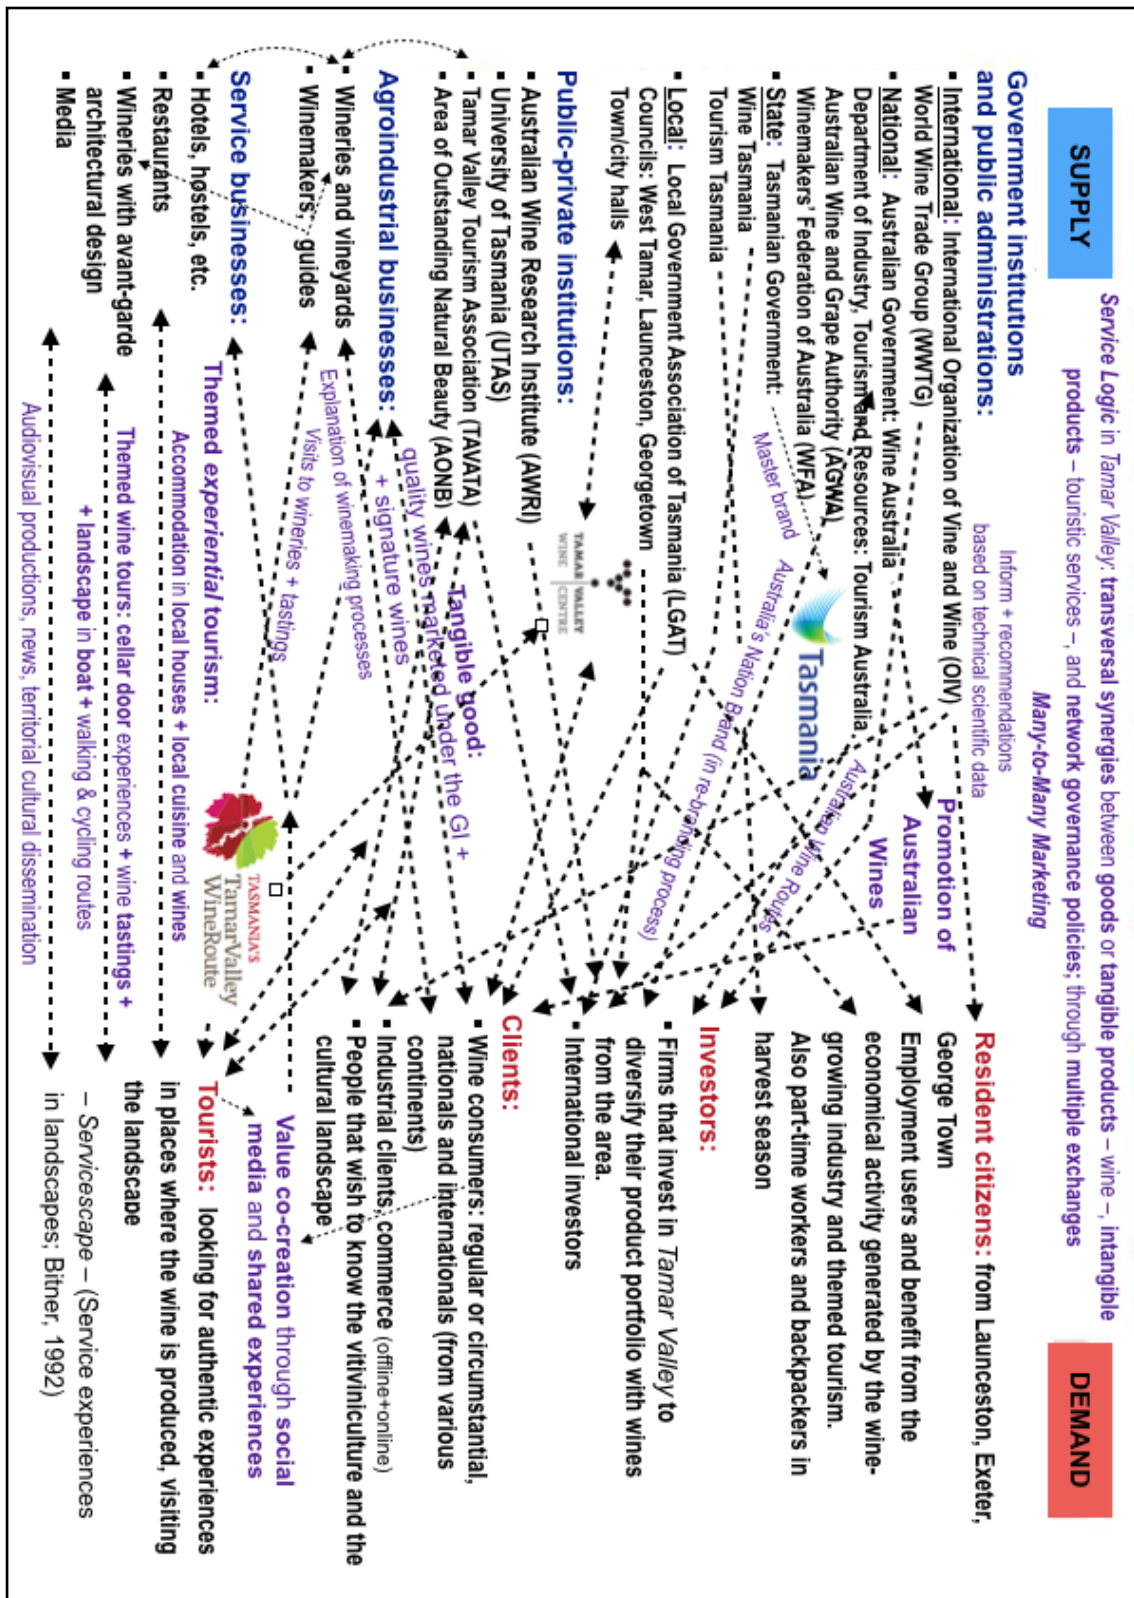 SUPPLY
Service Logic in Tamar Valley: transversal synergies between goods or tangible products – wine –, intangible
products – touristic services –, and network governance policies; through multiple exchanges
Many-to-Many Marketing
DEMAND
Government institutions
and public administrations:
▪ International: International Organization of Vine and Wine (OIV)
World Wine Trade Group (WWTG)
▪ National: Australian Government: Wine Australia
Department of Industry, Tourism and Resources: Tourism Australia
Australian Wine and Grape Authority (AGWA)
Winemakers' Federation of Australia (WFA)
▪ State: Tasmanian Government:
Wine Tasmania
Tourism Tasmania
▪ Local: Local Government Association of Tasmania (LGAT)
Councils: West Tamar, Launceston, Georgetown
Town/city halls
Public-private institutions:
▪ Australian Wine Research Institute (AWRI)
▪ University of Tasmania (UTAS)
▪ Tamar Valley Tourism Association (TAVATA)
▪ Area of Outstanding Natural Beauty (AONB)
Agroindustrial businesses:
▪ Wineries and vineyards
▪ Winemakers, guides
Service businesses:
▪ Hotels, hostels, etc.
▪ Restaurants
▪ Wineries with avant-garde
architectural design
▪ Media
Inform + recommendations
based on technical scientific data
Promotion of
Australian
Wines
Master brand
Tasmania
Australia's Nation Brand (in re-branding process)
Australian Wine Routes
TAMAR VALLEY
WINE CENTRE
Tangible good:
quality wines marketed under the GI +
+ signature wines
Explanation of winemaking processes
Visits to wineries + tastings
Themed experiential tourism:
Accommodation in local houses + local cuisine and wines
Themed wine tours: cellar door experiences + wine tastings +
+ landscape in boat + walking & cycling routes
Audiovisual productions, news, territorial cultural dissemination
TASMANIA'S
TamarValley
WineRoute
Resident citizens: from Launceston, Exeter,
George Town
Employment users and benefit from the
economical activity generated by the wine-
growing industry and themed tourism.
Also part-time workers and backpackers in
harvest season
Investors:
▪ Firms that invest in Tamar Valley to
diversify their product portfolio with wines
from the area.
▪ International investors
Clients:
▪ Wine consumers: regular or circumstantial,
nationals and internationals (from various
continents)
▪ Industrial clients; commerce (offline+online)
▪ People that wish to know the vitiviniculture and the
cultural landscape
Value co-creation through social
media and shared experiences
Tourists: looking for authentic experiences
in places where the wine is produced, visiting
the landscape
– Servicescape – (Service experiences
in landscapes; Bitner, 1992)